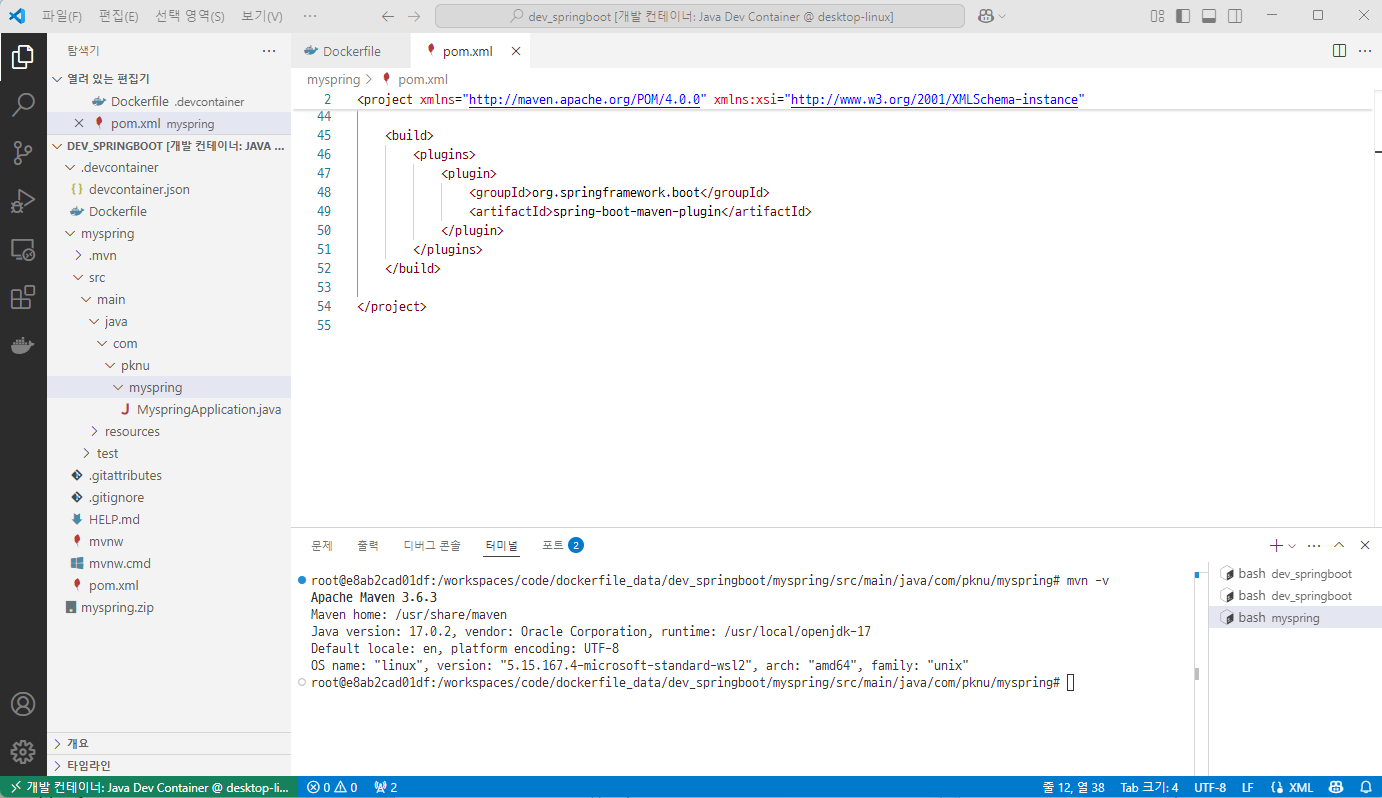 파일(F) 편집(E) 선택 영역(S) 보기(V) ··· dev_springboot [개발 컨테이너: Java Dev Container @ desktop-linux]
탐색기 ···
열려 있는 편집기
Dockerfile .devcontainer
pom.xml myspring
DEV_SPRINGBOOT [개발 컨테이너: JAVA ...
.devcontainer
{} devcontainer.json
Dockerfile
myspring
.mvn
src
main
java
com
pknu
myspring
J MyspringApplication.java
resources
test
.gitattributes
.gitignore
HELP.md
mvnw
mvnw.cmd
pom.xml
myspring.zip
개요
타임라인
Dockerfile pom.xml
myspring > pom.xml
2 <project xmlns="http://maven.apache.org/POM/4.0.0" xmlns:xsi="http://www.w3.org/2001/XMLSchema-instance"
44
45 <build>
46 <plugins>
47 <plugin>
48 <groupId>org.springframework.boot</groupId>
49 <artifactId>spring-boot-maven-plugin</artifactId>
50 </plugin>
51 </plugins>
52 </build>
53
54 </project>
55
문제 출력 디버그 콘솔 터미널 포트 2
root@e8ab2cad01df:/workspaces/code/dockerfile_data/dev_springboot/myspring/src/main/java/com/pknu/myspring# mvn -v
Apache Maven 3.6.3
Maven home: /usr/share/maven
Java version: 17.0.2, vendor: Oracle Corporation, runtime: /usr/local/openjdk-17
Default locale: en, platform encoding: UTF-8
OS name: "linux", version: "5.15.167.4-microsoft-standard-wsl2", arch: "amd64", family: "unix"
root@e8ab2cad01df:/workspaces/code/dockerfile_data/dev_springboot/myspring/src/main/java/com/pknu/myspring#
bash dev_springboot
bash dev_springboot
bash myspring
개발 컨테이너: Java Dev Container @ desktop-li... 0 0 2 줄 12, 열 38 Tab 크기: 4 UTF-8 LF XML